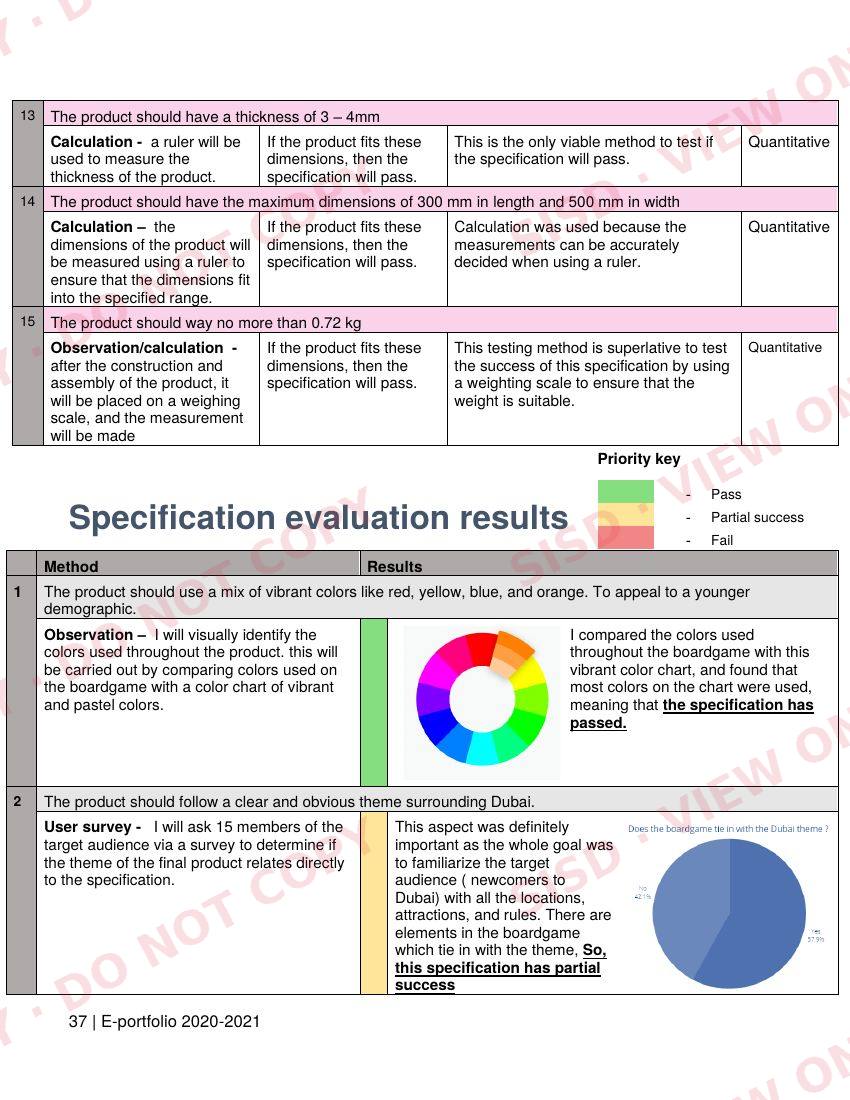 13 The product should have a thickness of 3 – 4mm
Calculation - a ruler will be
used to measure the
thickness of the product.
If the product fits these
dimensions, then the
specification will pass.
This is the only viable method to test if
the specification will pass.
Quantitative
14 The product should have the maximum dimensions of 300 mm in length and 500 mm in width
Calculation – the
dimensions of the product will
be measured using a ruler to
ensure that the dimensions fit
into the specified range.
If the product fits these
dimensions, then the
specification will pass.
Calculation was used because the
measurements can be accurately
decided when using a ruler.
Quantitative
15 The product should way no more than 0.72 kg
Observation/calculation -
after the construction and
assembly of the product, it
will be placed on a weighing
scale, and the measurement
will be made
If the product fits these
dimensions, then the
specification will pass.
This testing method is superlative to test
the success of this specification by using
a weighting scale to ensure that the
weight is suitable.
Quantitative
Priority key
- Pass
- Partial success
- Fail
Specification evaluation results
Method Results
1 The product should use a mix of vibrant colors like red, yellow, blue, and orange. To appeal to a younger
demographic.
Observation – I will visually identify the
colors used throughout the product. this will
be carried out by comparing colors used on
the boardgame with a color chart of vibrant
and pastel colors.
I compared the colors used
throughout the boardgame with this
vibrant color chart, and found that
most colors on the chart were used,
meaning that the specification has
passed.
2 The product should follow a clear and obvious theme surrounding Dubai.
User survey - I will ask 15 members of the
target audience via a survey to determine if
the theme of the final product relates directly
to the specification.
This aspect was definitely
important as the whole goal was
to familiarize the target
audience ( newcomers to
Dubai) with all the locations,
attractions, and rules. There are
elements in the boardgame
which tie in with the theme, So,
this specification has partial
success
Does the boardgame tie in with the Dubai theme ?
No
42.1%
Yes
57.9%
37 | E-portfolio 2020-2021
SISD · VIEW ONLY · DO NOT COPY